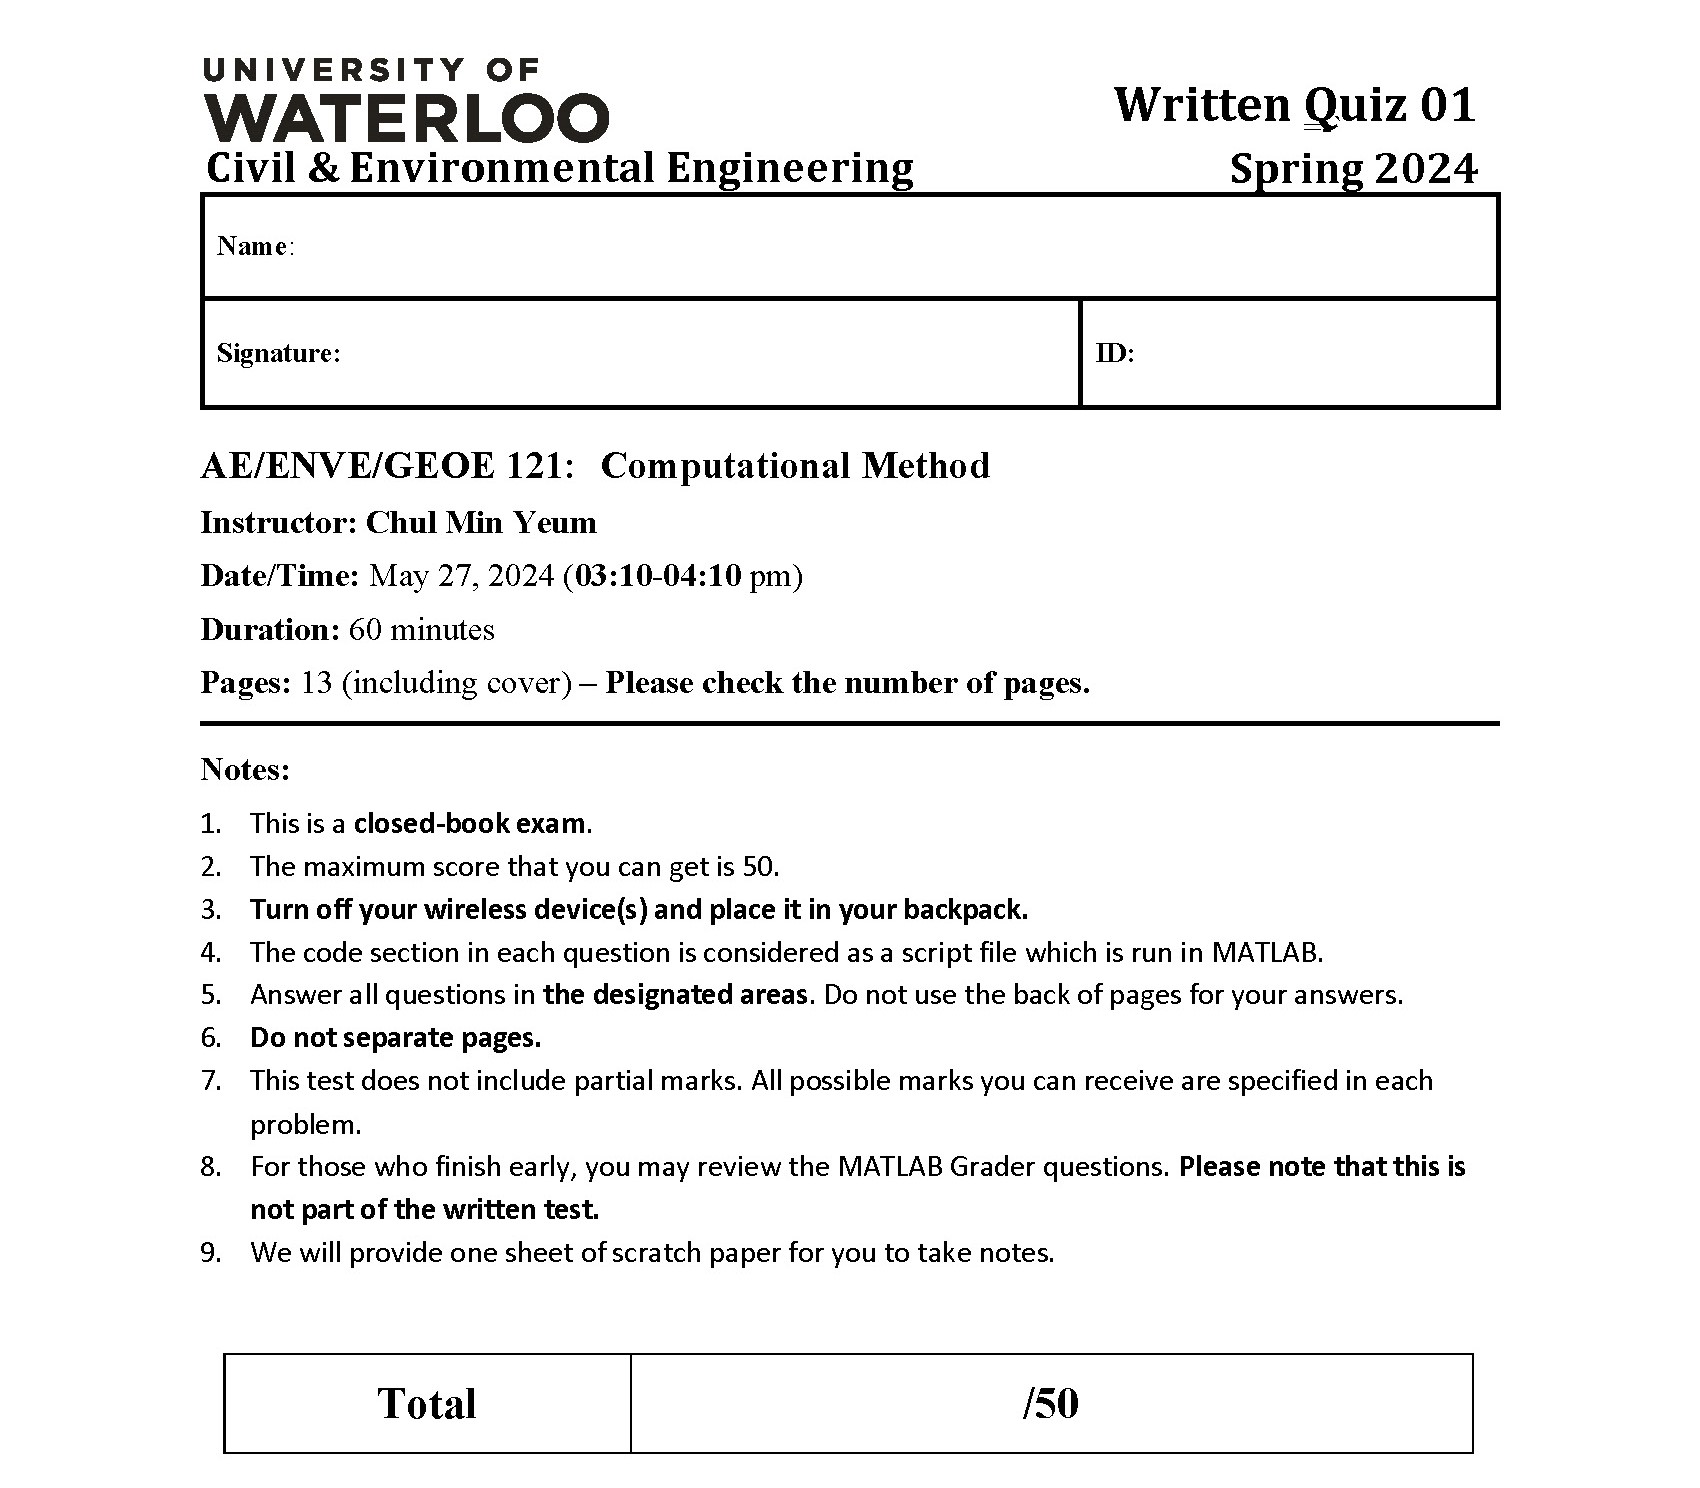 UNIVERSITY OF
WATERLOO
Civil & Environmental Engineering
Written Quiz 01
Spring 2024
Name:
Signature:
ID:
AE/ENVE/GEOE 121: Computational Method
Instructor: Chul Min Yeum
Date/Time: May 27, 2024 (03:10-04:10 pm)
Duration: 60 minutes
Pages: 13 (including cover) – Please check the number of pages.
Notes:
1. This is a closed-book exam.
2. The maximum score that you can get is 50.
3. Turn off your wireless device(s) and place it in your backpack.
4. The code section in each question is considered as a script file which is run in MATLAB.
5. Answer all questions in the designated areas. Do not use the back of pages for your answers.
6. Do not separate pages.
7. This test does not include partial marks. All possible marks you can receive are specified in each
problem.
8. For those who finish early, you may review the MATLAB Grader questions. Please note that this is
not part of the written test.
9. We will provide one sheet of scratch paper for you to take notes.
Total
/50